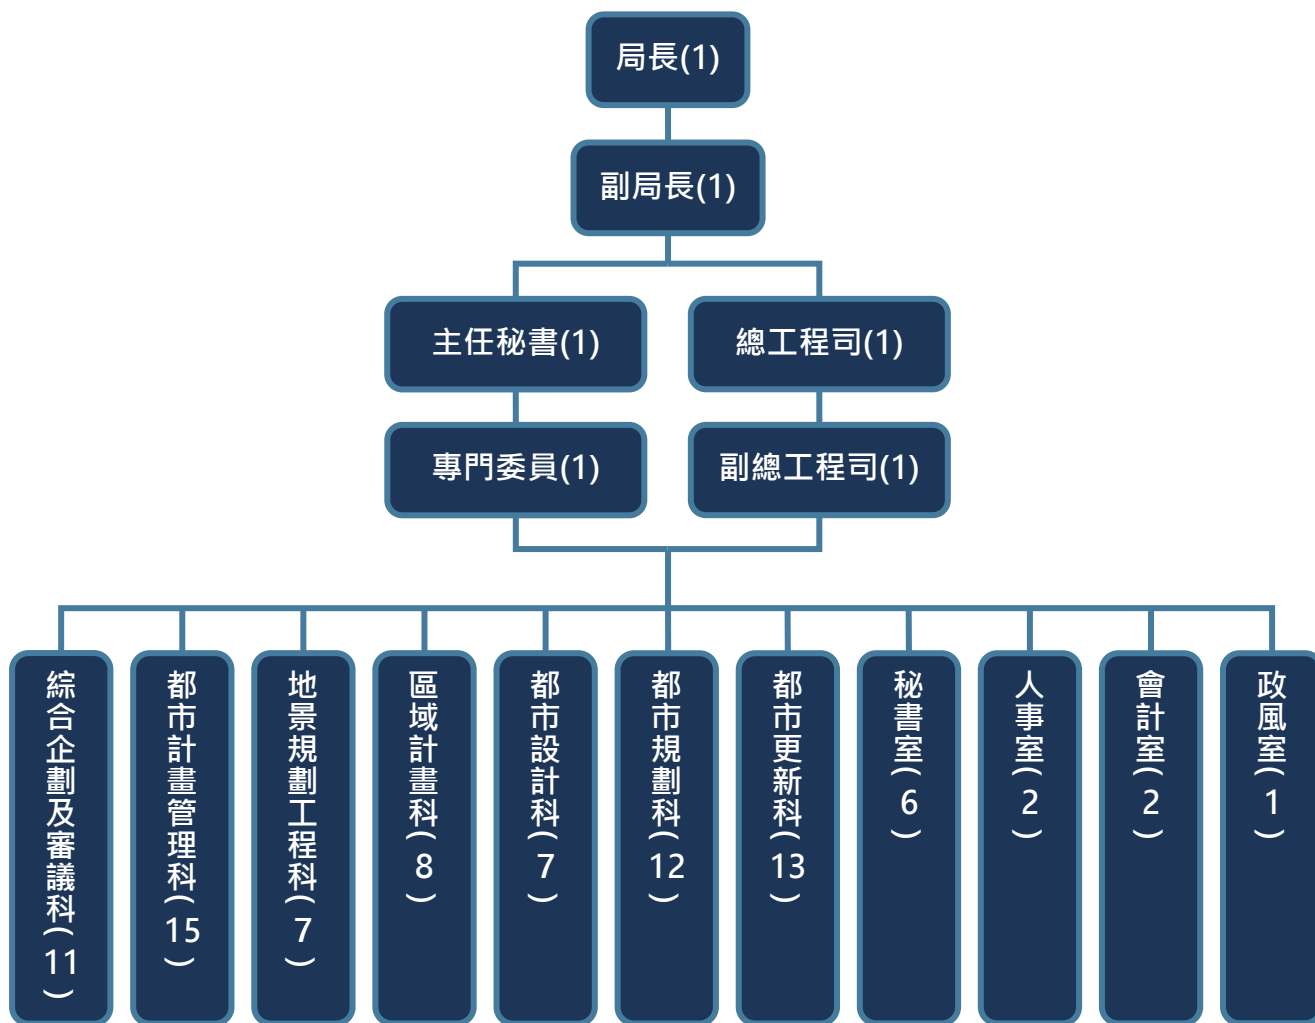 局長(1)
副局長(1)
主任秘書(1)
總工程司(1)
專門委員(1)
副總工程司(1)
綜合企劃及審議科(11)
都市計畫管理科(15)
地景規劃工程科(7)
區域計畫科(8)
都市設計科(7)
都市規劃科(12)
都市更新科(13)
秘書室(6)
人事室(2)
會計室(2)
政風室(1)